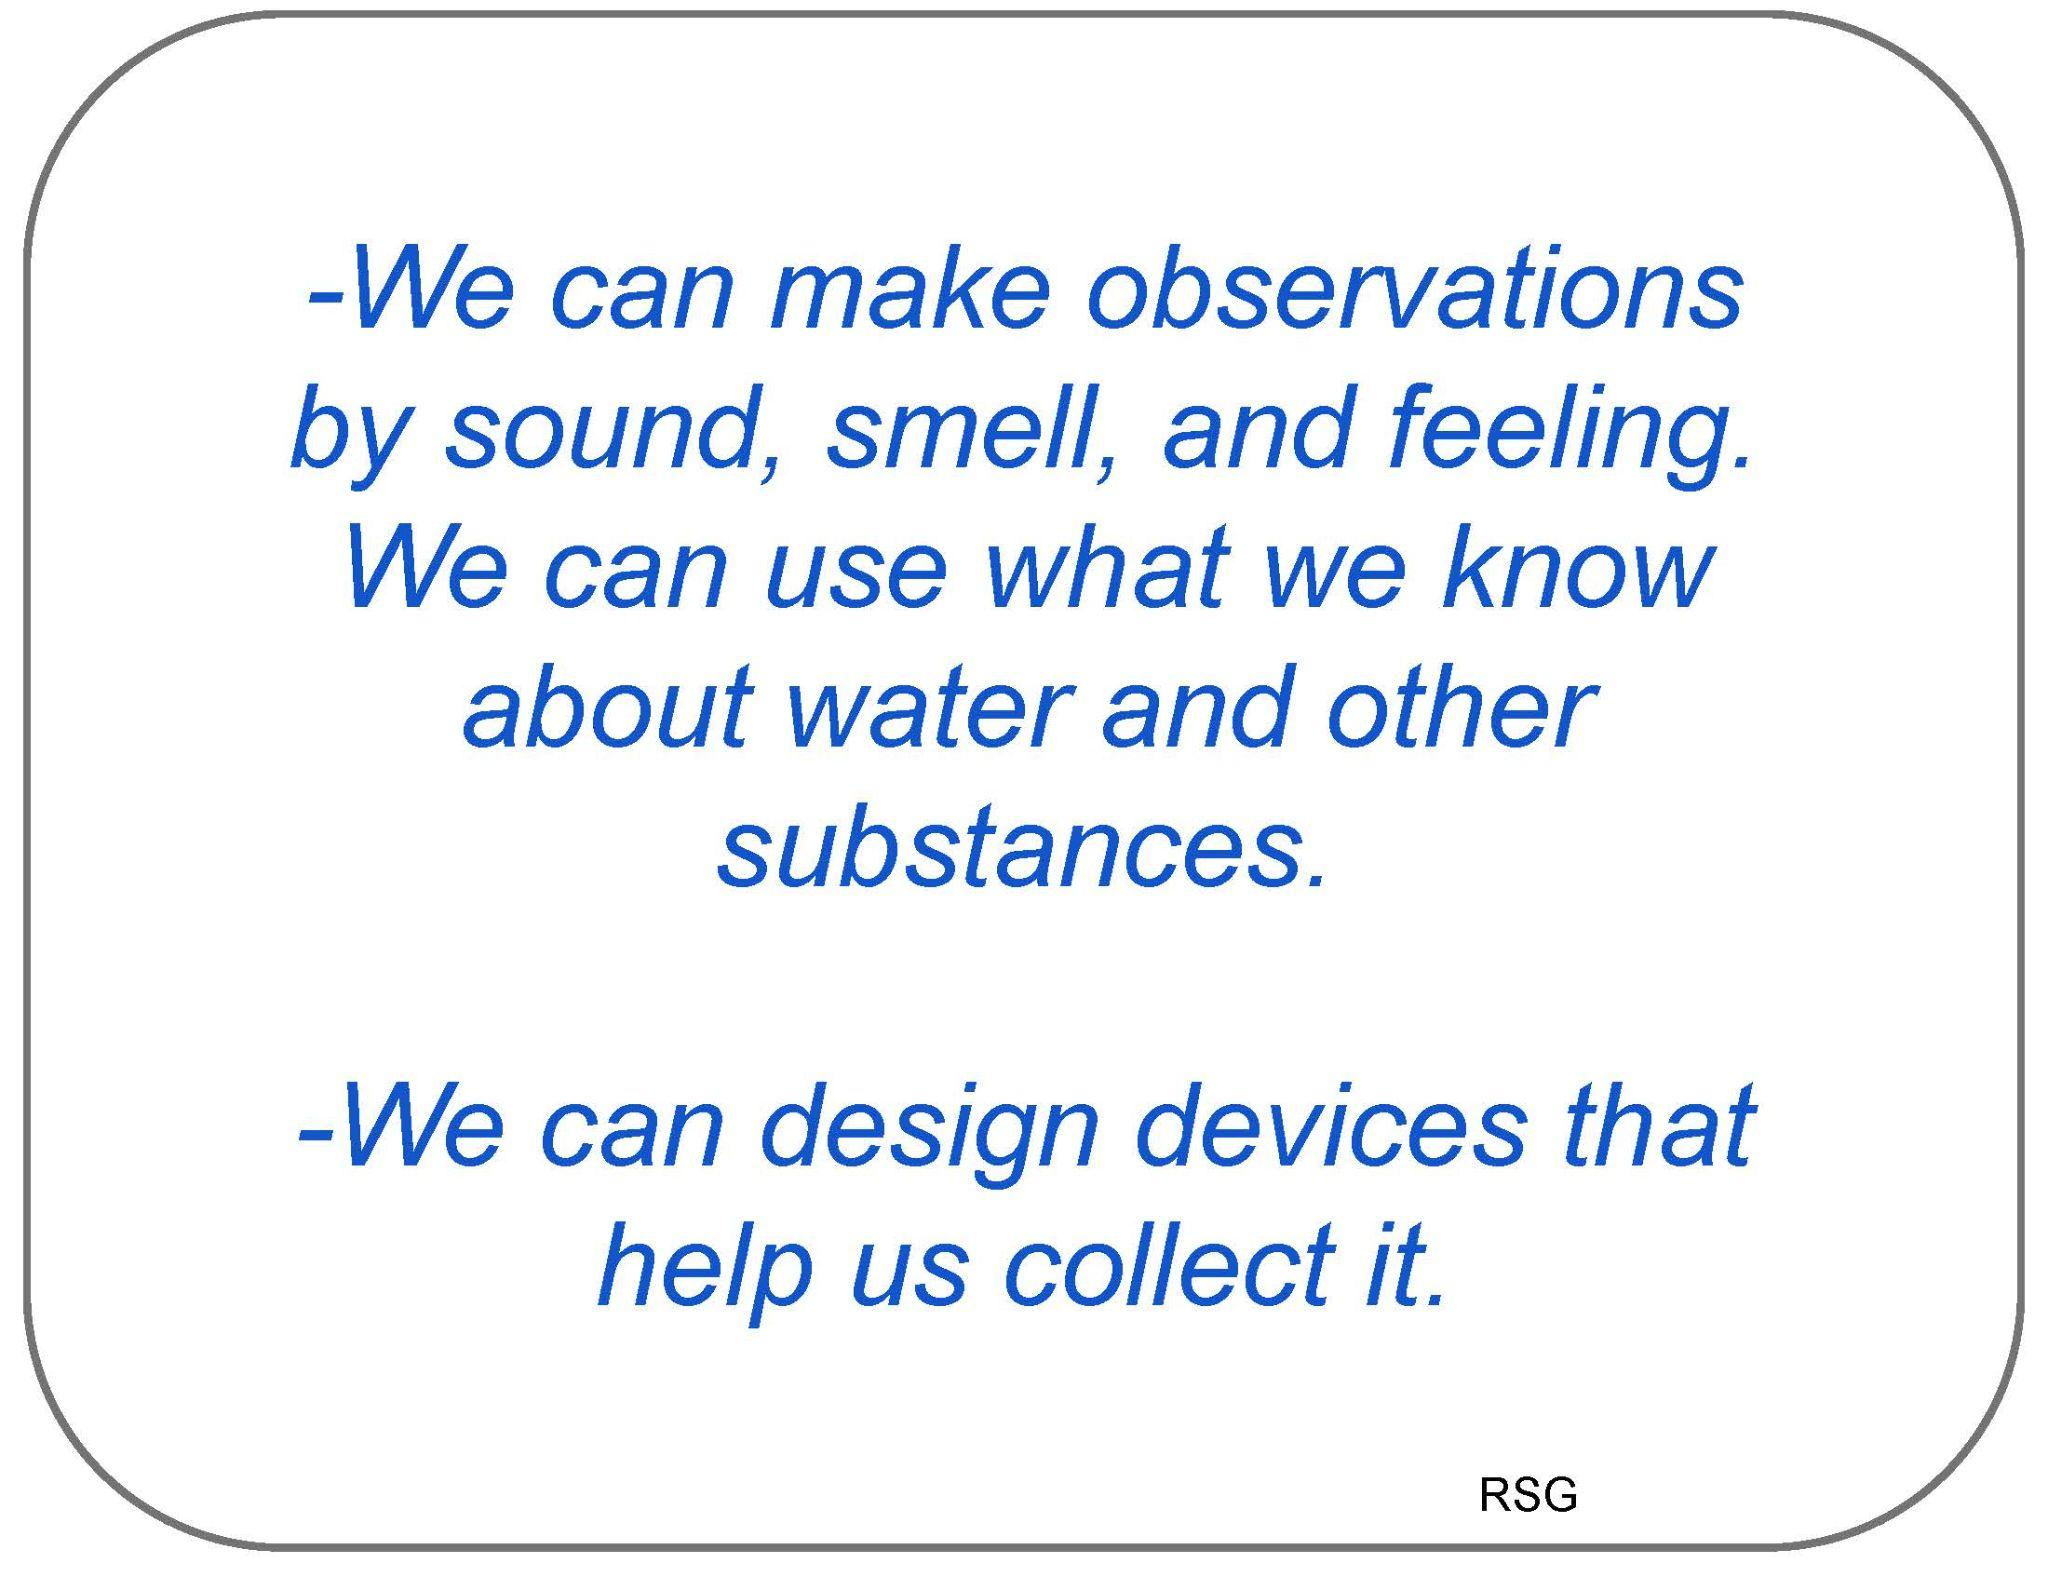 -We can make observations
by sound, smell, and feeling.
We can use what we know
about water and other
substances.
-We can design devices that
help us collect it.
RSG